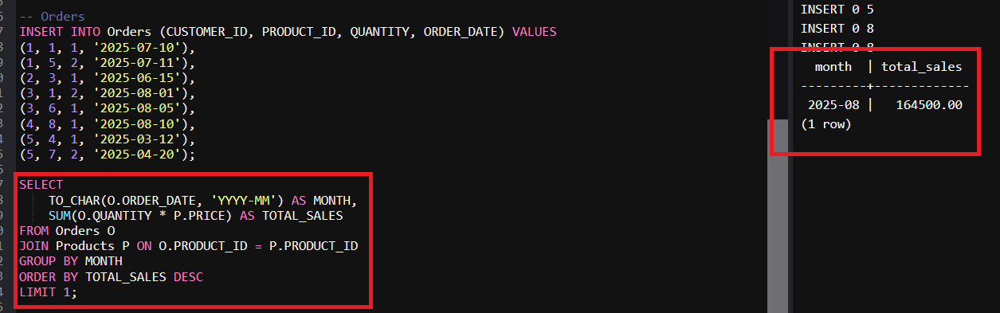 -- Orders
INSERT INTO Orders (CUSTOMER_ID, PRODUCT_ID, QUANTITY, ORDER_DATE) VALUES
(1, 1, 1, '2025-07-10'),
(1, 5, 2, '2025-07-11'),
(2, 3, 1, '2025-06-15'),
(3, 1, 2, '2025-08-01'),
(3, 6, 1, '2025-08-05'),
(4, 8, 1, '2025-08-10'),
(5, 4, 1, '2025-03-12'),
(5, 7, 2, '2025-04-20');
SELECT
TO_CHAR(O.ORDER_DATE, 'YYYY-MM') AS MONTH,
SUM(O.QUANTITY * P.PRICE) AS TOTAL_SALES
FROM Orders O
JOIN Products P ON O.PRODUCT_ID = P.PRODUCT_ID
GROUP BY MONTH
ORDER BY TOTAL_SALES DESC
LIMIT 1;
INSERT 0 5
INSERT 0 8
INSERT 0 8
month | total_sales
---------+-------------
2025-08 | 164500.00
(1 row)